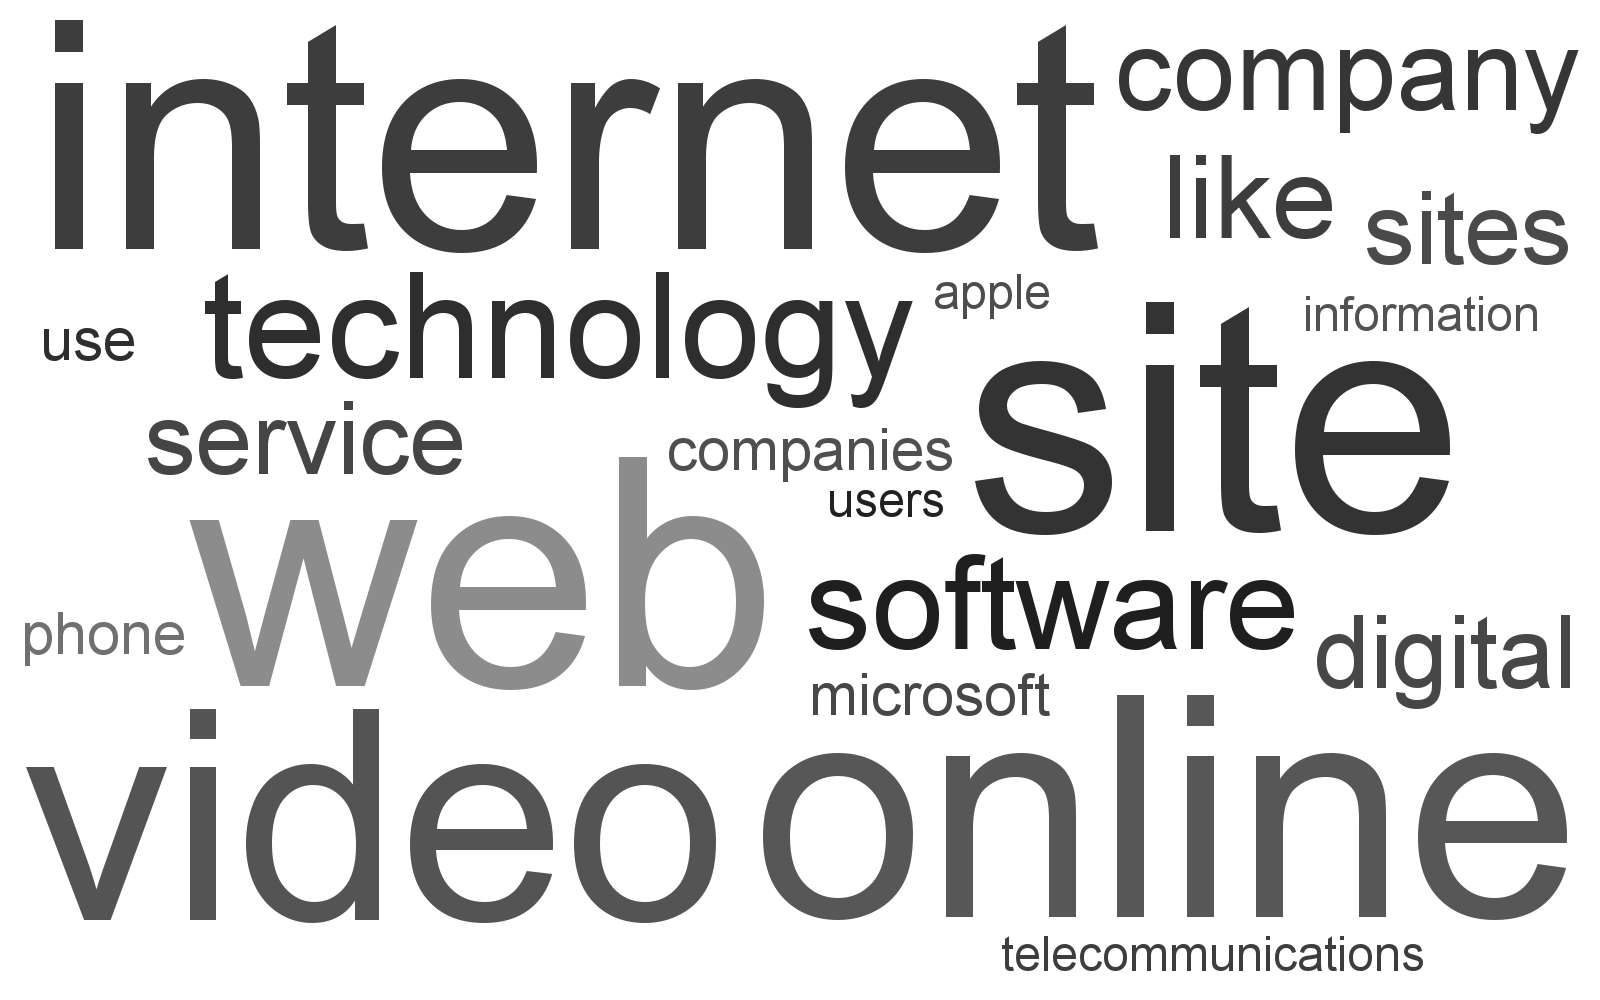 internet
company
like
sites
technology
apple
information
use
site
service
companies
users
web
software
phone
digital
microsoft
video
online
telecommunications